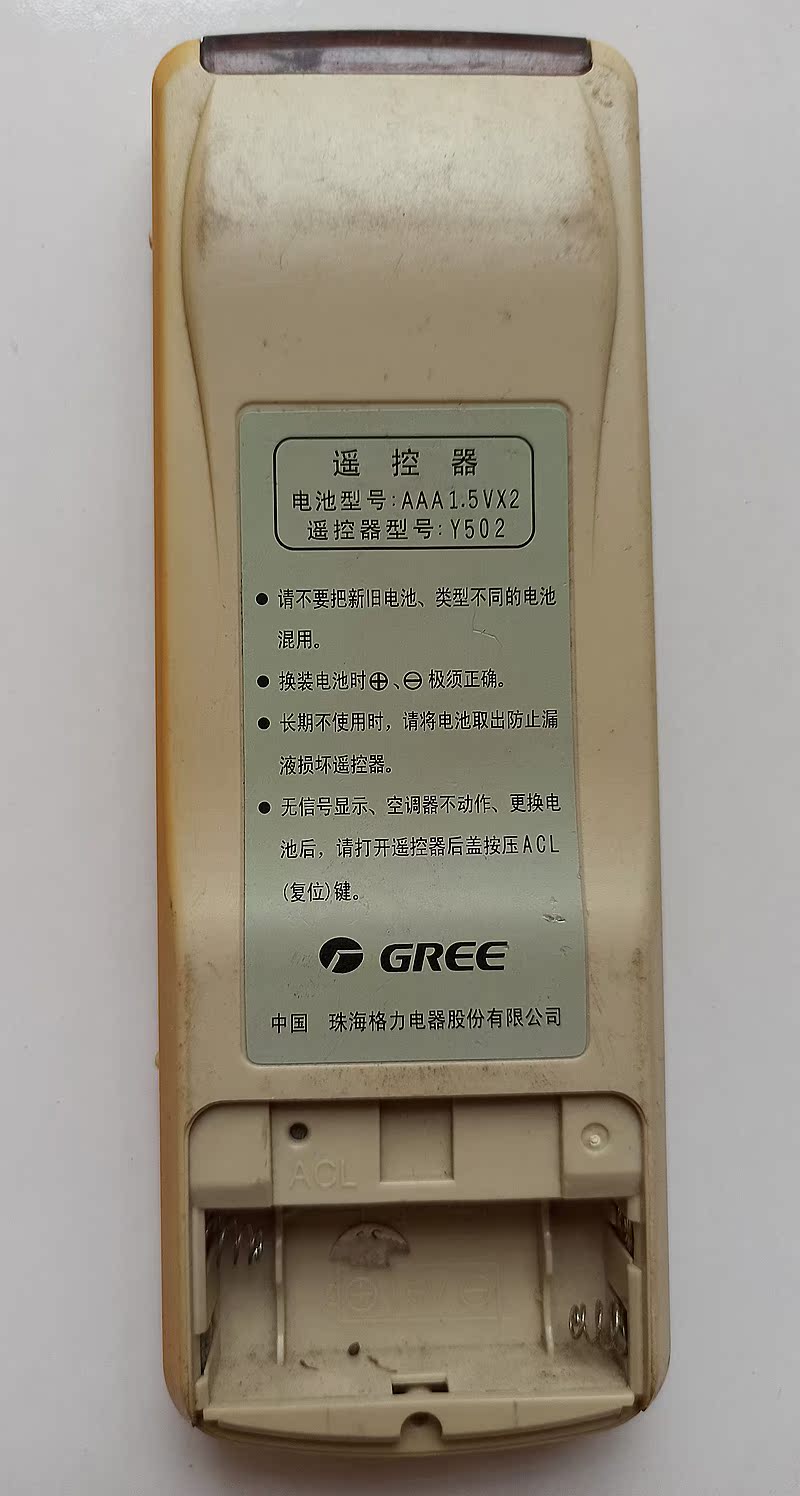 遥 控 器
电池型号:AAA1.5VX2
遥控器型号:Y502
● 请不要把新旧电池、类型不同的电池
混用。
● 换装电池时⊕、⊖极须正确。
● 长期不使用时，请将电池取出防止漏
液损坏遥控器。
● 无信号显示、空调器不动作、更换电
池后，请打开遥控器后盖按压ACL
(复位)键。
GREE
中国 珠海格力电器股份有限公司
ACL